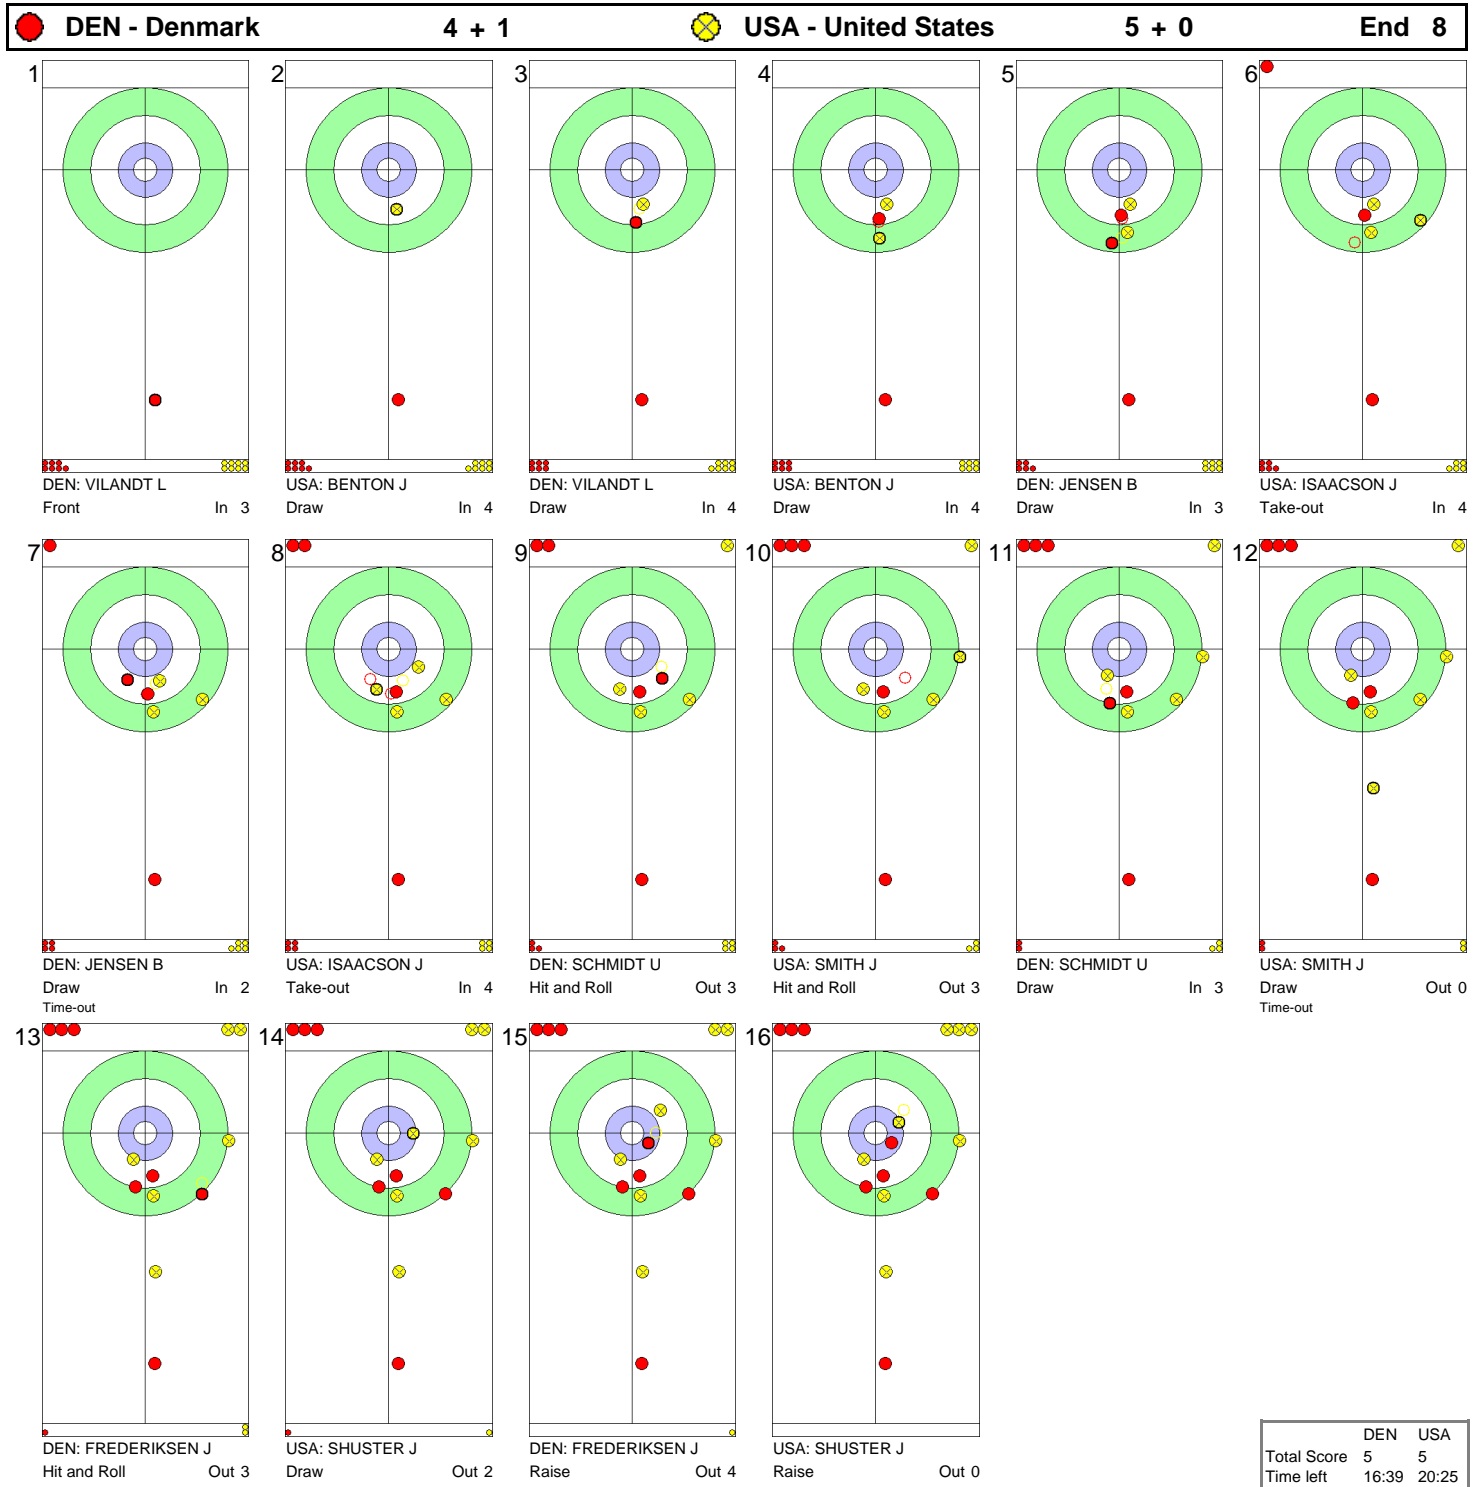 DEN - Denmark 4 + 1 USA - United States 5 + 0 End 8
1 2 3 4 5 6
DEN: VILANDT L USA: BENTON J DEN: VILANDT L USA: BENTON J DEN: JENSEN B USA: ISAACSON J
Front In 3 Draw In 4 Draw In 4 Draw In 4 Draw In 3 Take-out In 4
7 8 9 10 11 12
DEN: JENSEN B USA: ISAACSON J DEN: SCHMIDT U USA: SMITH J DEN: SCHMIDT U USA: SMITH J
Draw In 2 Take-out In 4 Hit and Roll Out 3 Hit and Roll Out 3 Draw In 3 Draw Out 0
Time-out Time-out
13 14 15 16
DEN: FREDERIKSEN J USA: SHUSTER J DEN: FREDERIKSEN J USA: SHUSTER J
Hit and Roll Out 3 Draw Out 2 Raise Out 4 Raise Out 0
DEN USA
Total Score 5 5
Time left 16:39 20:25